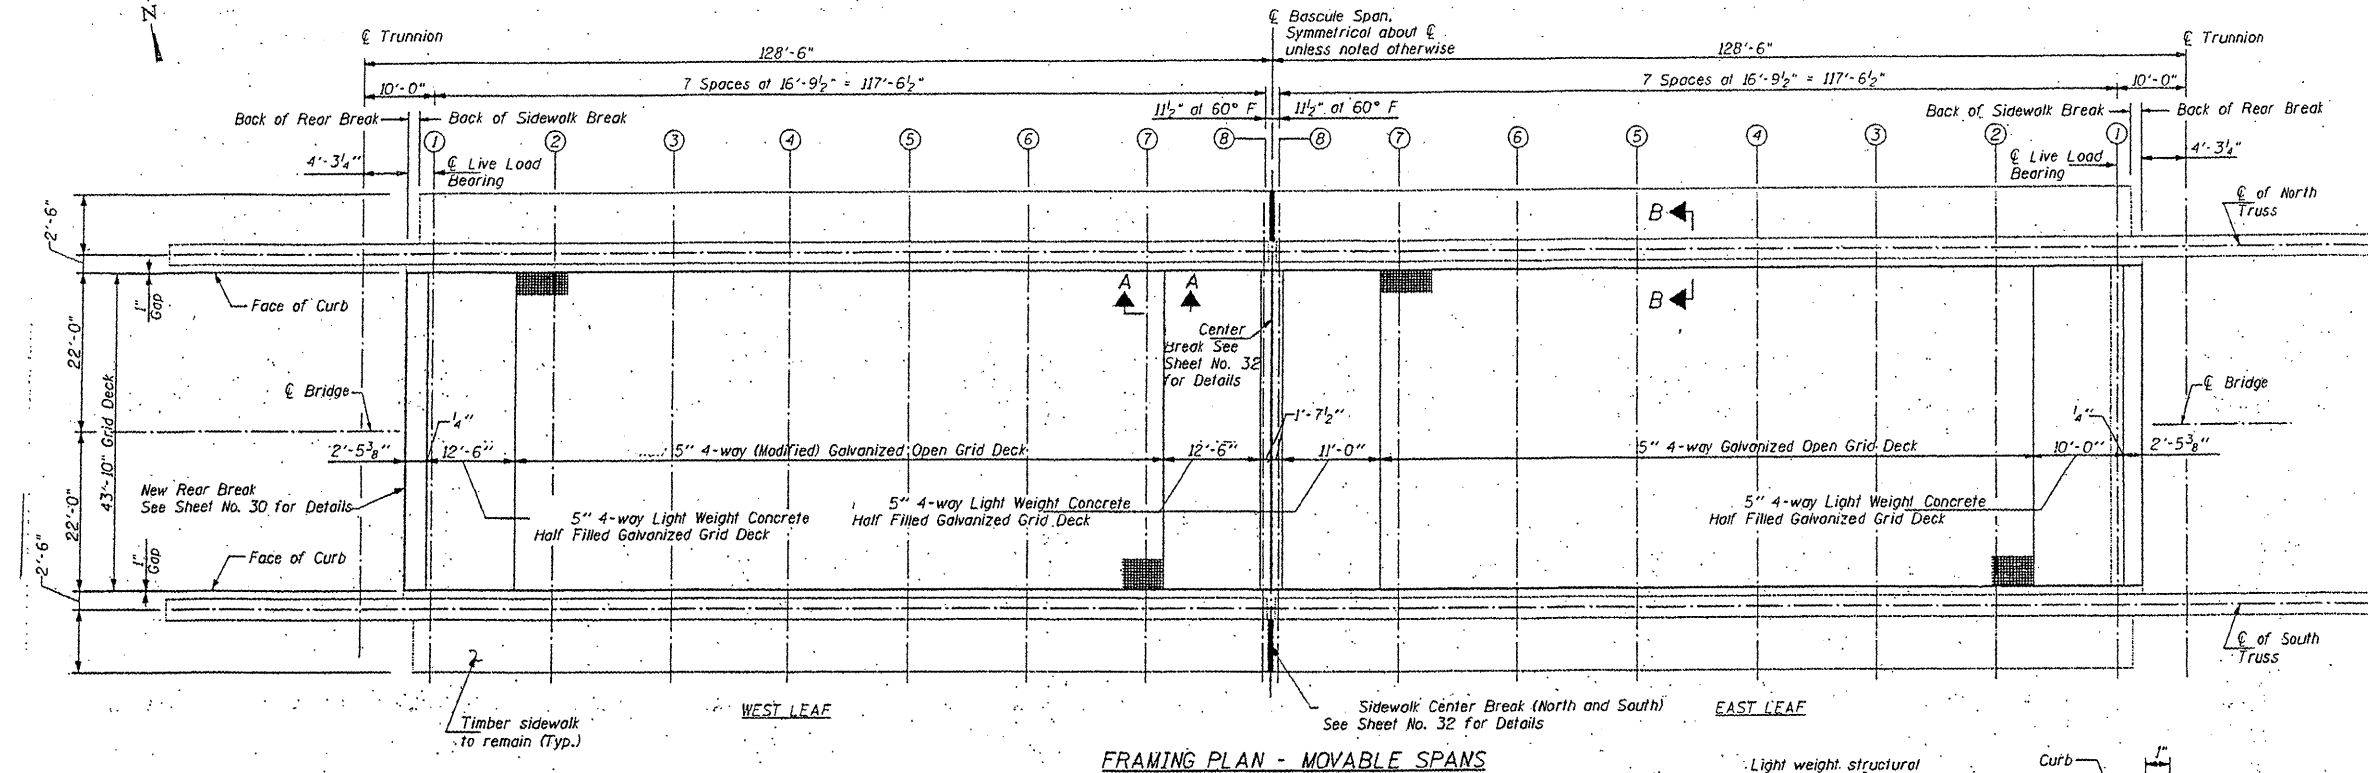 Z
℄ Trunnion
128'-6"
℄ Bascule Span.
Symmetrical about ℄
unless noted otherwise
128'-6"
℄ Trunnion
10'-0"
7 Spaces at 16'-9½" = 117'-6½"
11½" at 60° F
11½" at 60° F
7 Spaces at 16'-9½" = 117'-6½"
10'-0"
Back of Rear Break
Back of Sidewalk Break
Back of Sidewalk Break
Back of Rear Break
1 2 3 4 5 6 7 8 8 7 6 5 4 3 2 1
4'-3¼"
℄ Live Load
Bearing
℄ Live Load
Bearing
4'-3¼"
2'-6"
B
℄ of North
Truss
1"
Gap
Face of Curb
A A
B
22'-0"
43'-10" Grid Deck
Center
Break See
Sheet No. 32
for Details
℄ Bridge
℄ Bridge
¼"
1'-7½"
¼"
2'-5⅜"
12'-6"
5" 4-way (Modified) Galvanized Open Grid Deck
12'-6"
11'-0"
5" 4-way Galvanized Open Grid Deck
10'-0"
2'-5⅜"
New Rear Break
See Sheet No. 30 for Details
5" 4-way Light Weight Concrete
Half Filled Galvanized Grid Deck
5" 4-way Light Weight Concrete
Half Filled Galvanized Grid Deck
5" 4-way Light Weight Concrete
Half Filled Galvanized Grid Deck
22'-0"
1"
Gap
Face of Curb
2'-6"
℄ of South
Truss
2
Timber sidewalk
to remain (Typ.)
WEST LEAF
Sidewalk Center Break (North and South)
See Sheet No. 32 for Details
EAST LEAF
FRAMING PLAN - MOVABLE SPANS
Light weight structural
Curb
1"